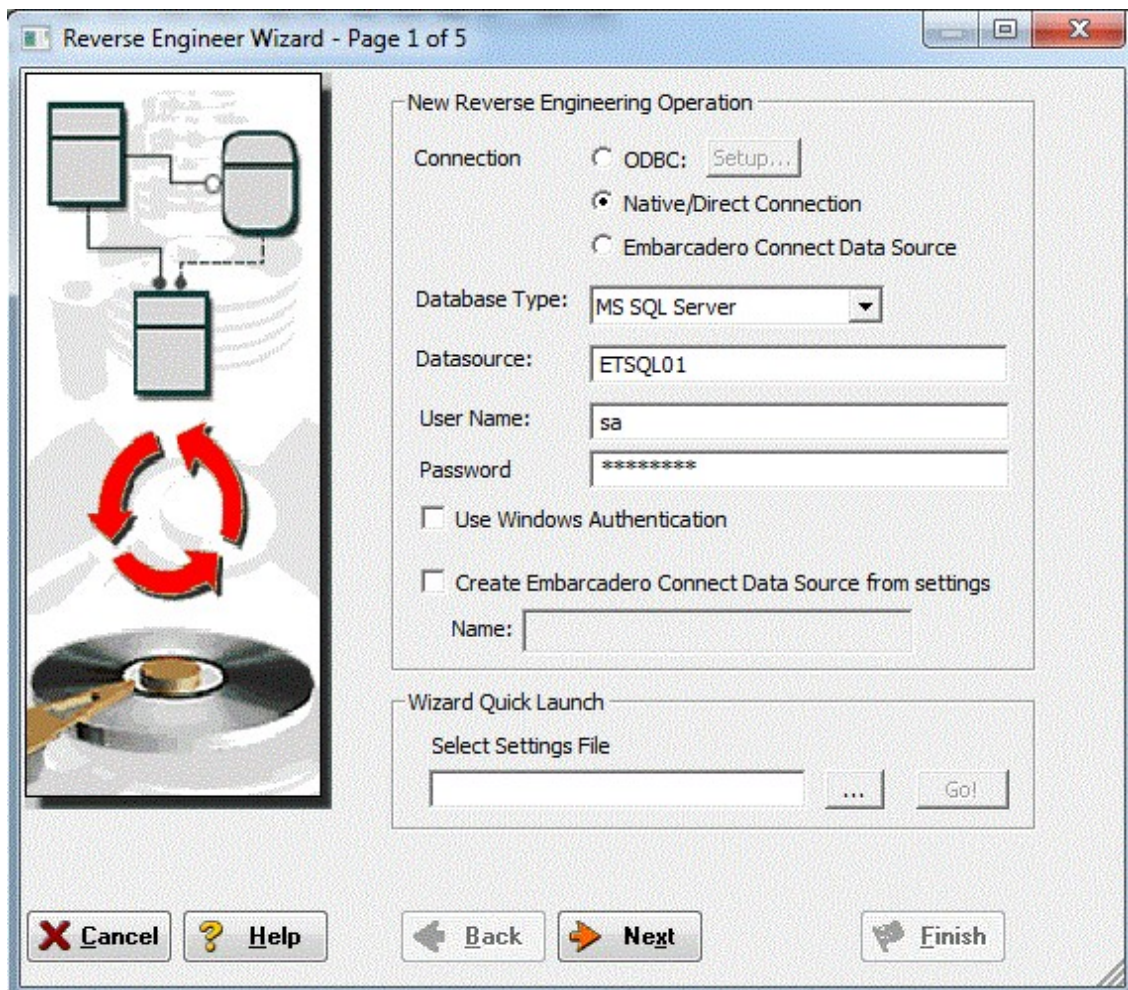 Reverse Engineer Wizard - Page 1 of 5
New Reverse Engineering Operation
Connection
ODBC:
Setup...
Native/Direct Connection
Embarcadero Connect Data Source
Database Type:
MS SQL Server
Datasource:
ETSQL01
User Name:
sa
Password
********
Use Windows Authentication
Create Embarcadero Connect Data Source from settings
Name:
Wizard Quick Launch
Select Settings File
...
Go!
Cancel
Help
Back
Next
Finish